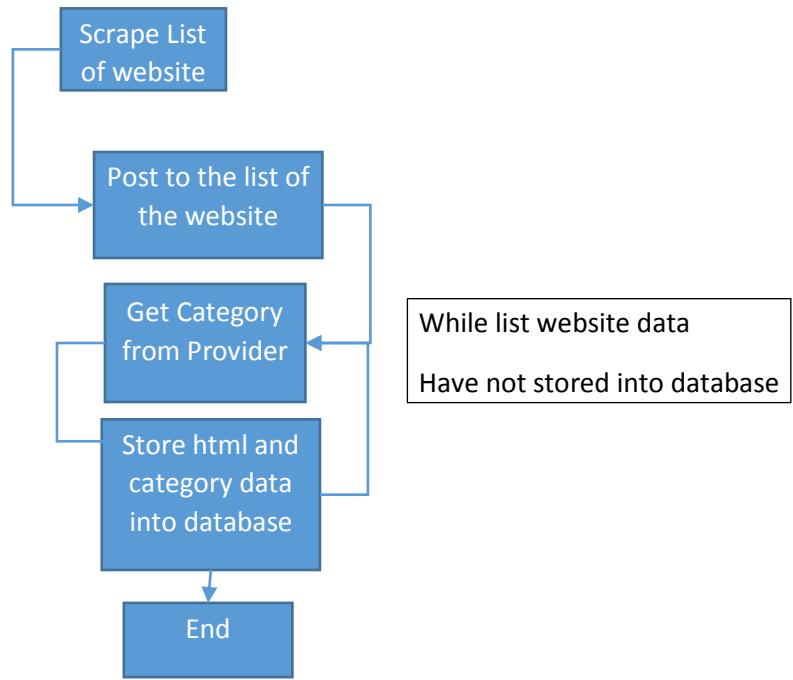 Scrape List
of website
Post to the list of
the website
Get Category
from Provider
While list website data
Have not stored into database
Store html and
category data
into database
End